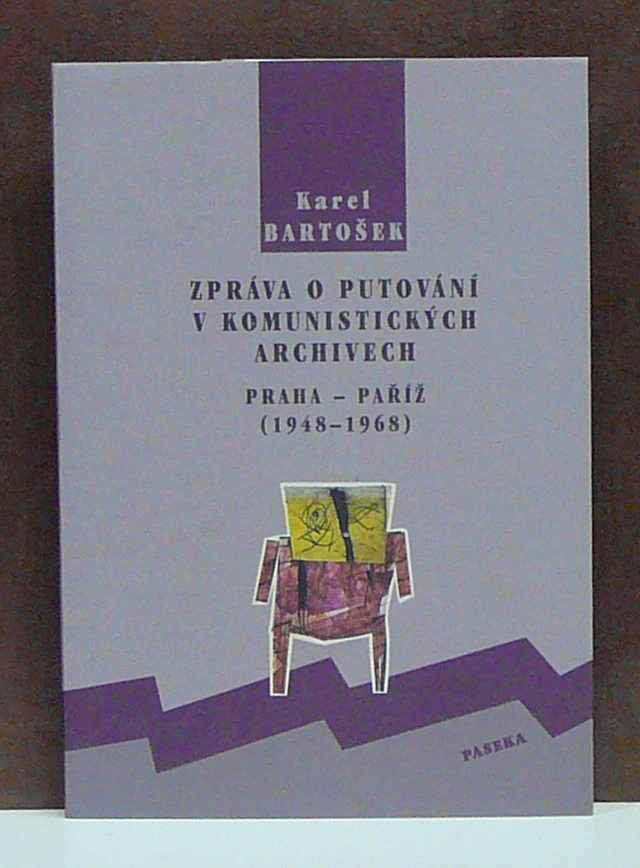 Karel
BARTOŠEK
ZPRÁVA O PUTOVÁNÍ
V KOMUNISTICKÝCH
ARCHIVECH
PRAHA – PAŘÍŽ
(1948–1968)
PASEKA